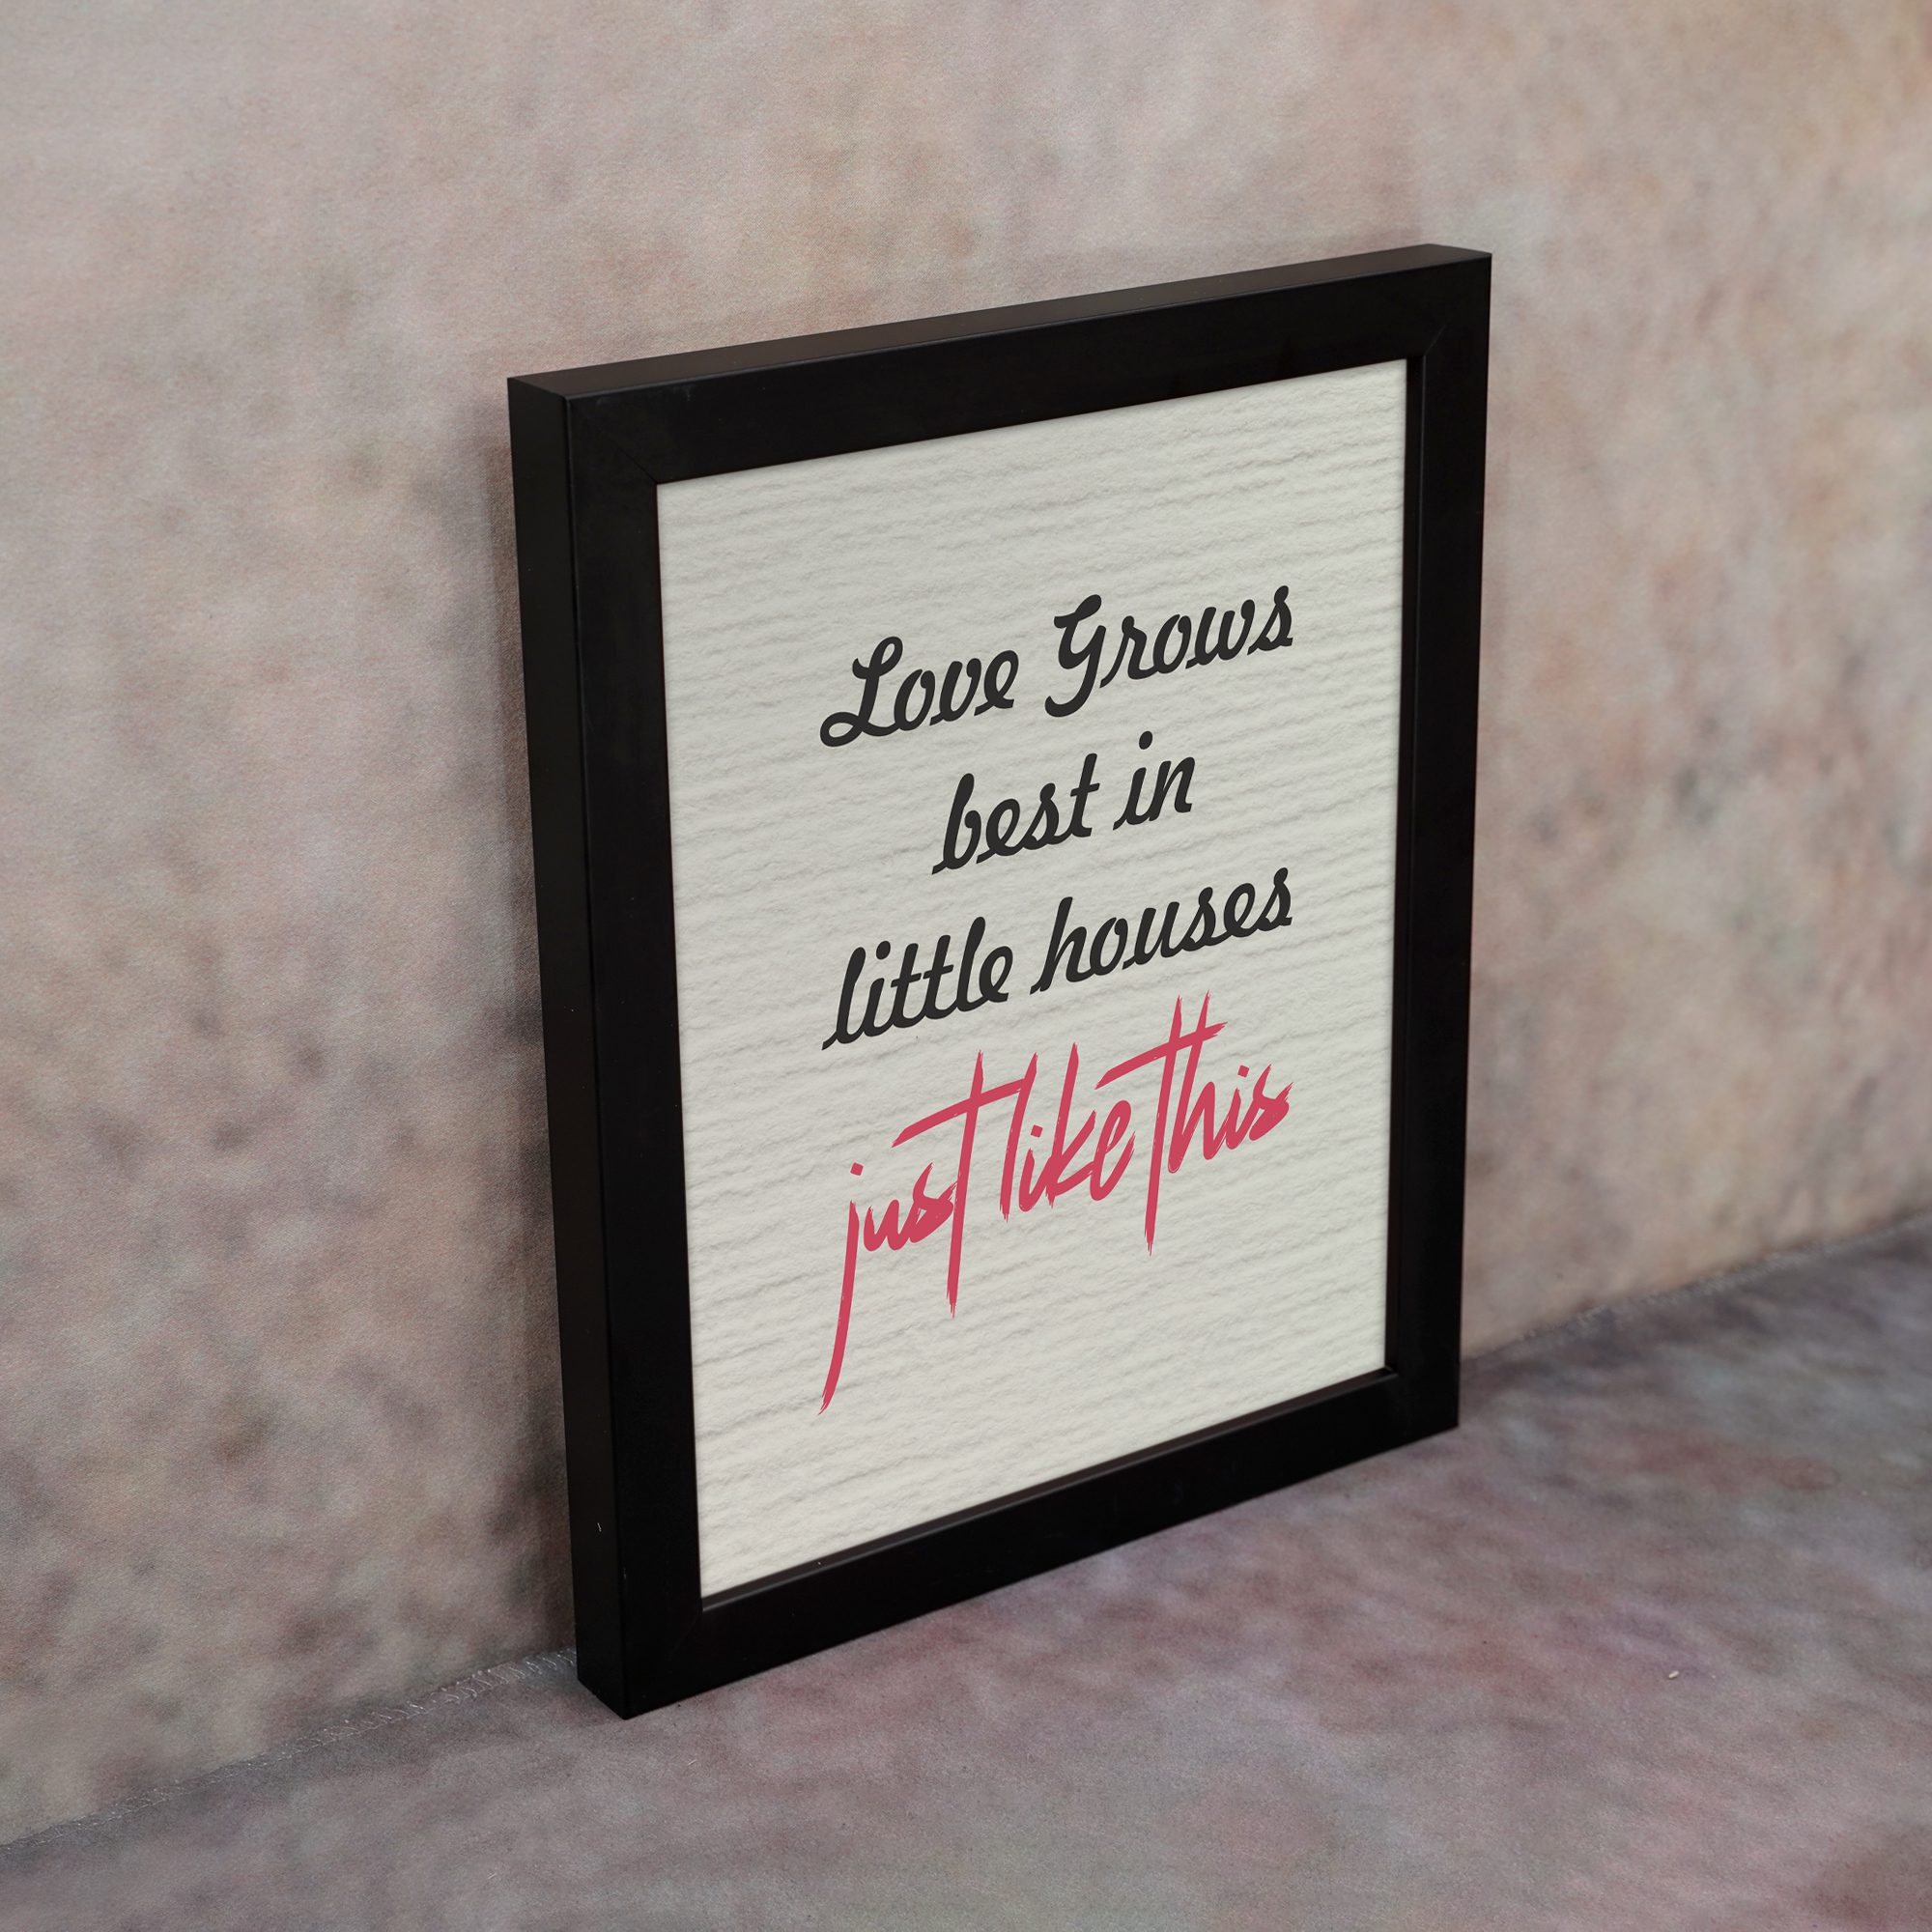 Love Grows
best in
little houses
just like this